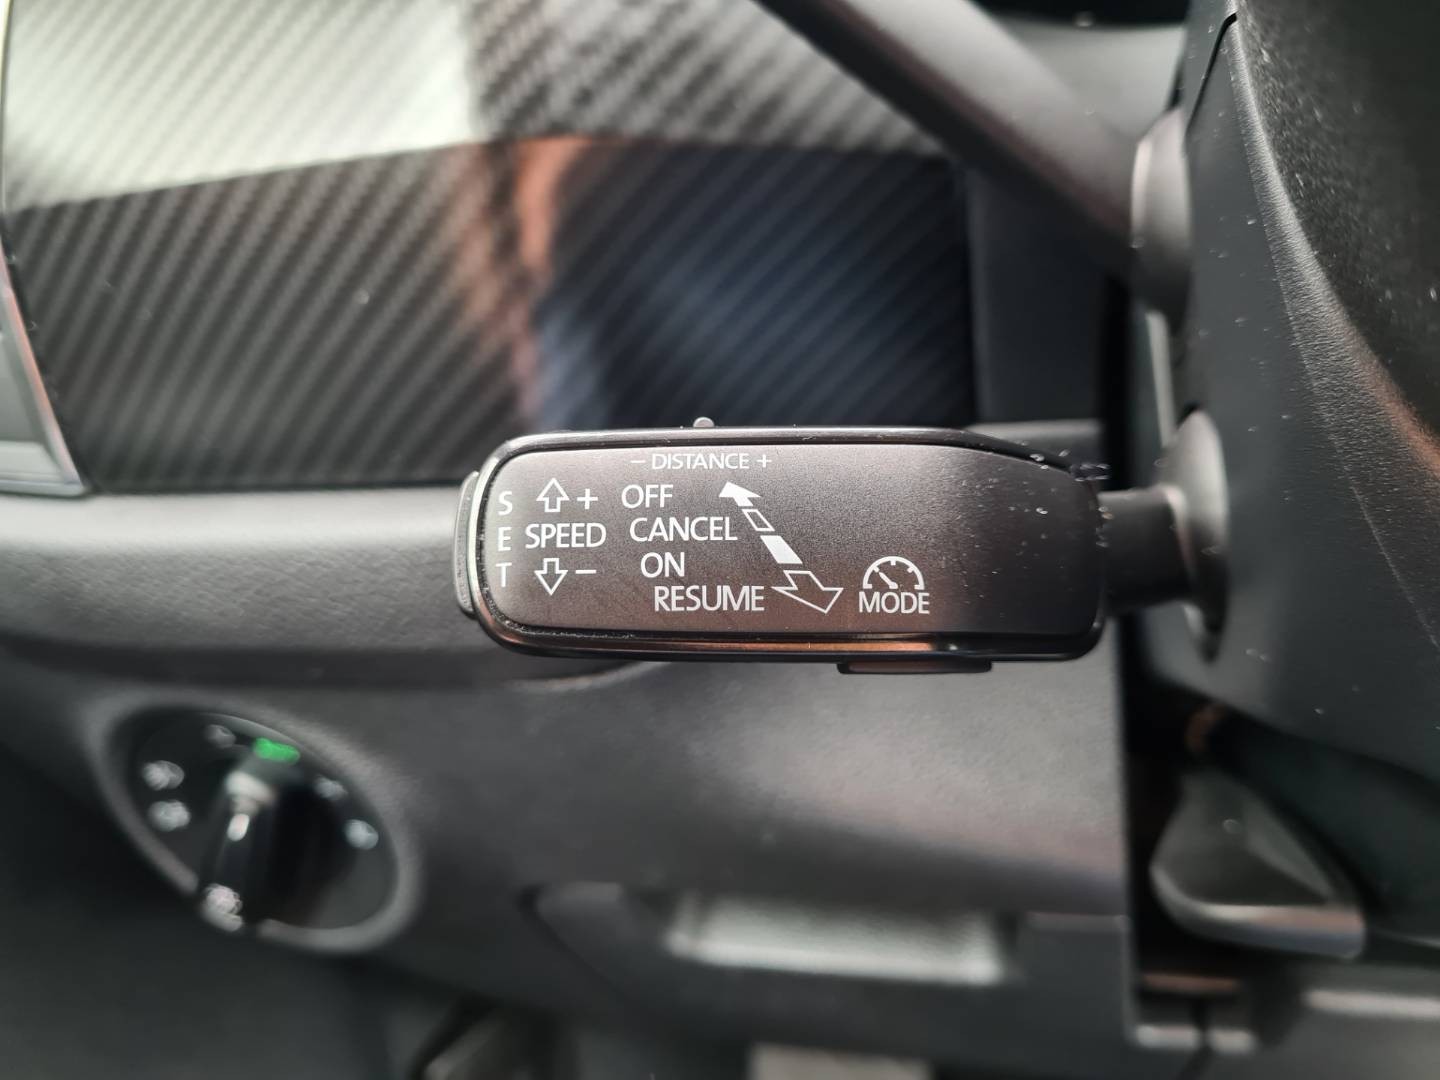 – DISTANCE +
S E T
+
SPEED
–
OFF
CANCEL
ON
RESUME
MODE